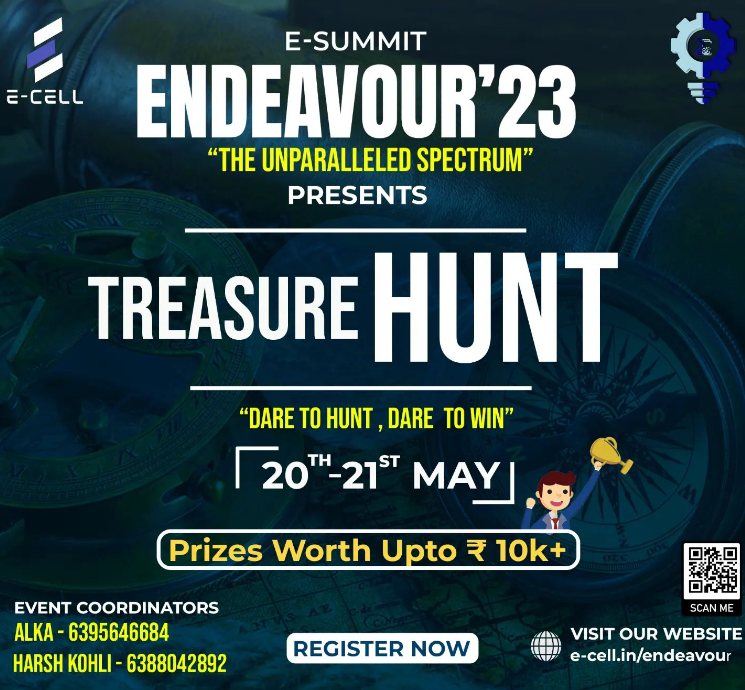 E-CELL
E-SUMMIT
ENDEAVOUR'23
"THE UNPARALLELED SPECTRUM"
PRESENTS
TREASURE HUNT
"DARE TO HUNT , DARE TO WIN"
20TH-21ST MAY
Prizes Worth Upto ₹ 10k+
SCAN ME
EVENT COORDINATORS
ALKA - 6395646684
HARSH KOHLI - 6388042892
REGISTER NOW
VISIT OUR WEBSITE
e-cell.in/endeavour